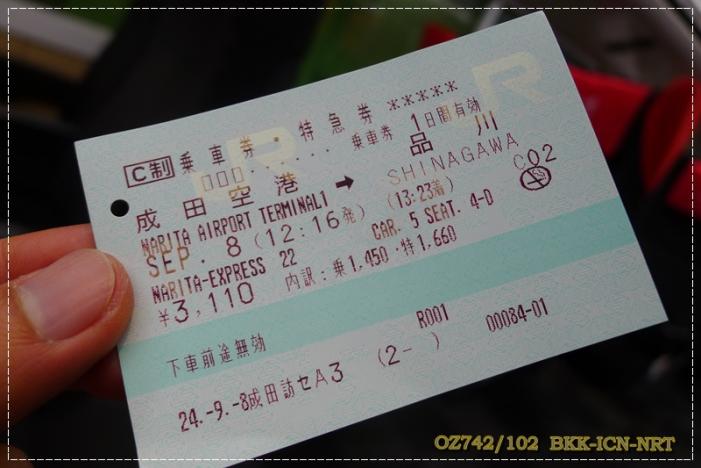 C制 乗車券・特急券 *****
乗車券 1日間有効
成田空港 ➡ 品川
NARITA AIRPORT TERMINAL1 SHINAGAWA
SEP. 8 (12:16発) (13:23着) C02
NARITA-EXPRESS 22 CAR. 5 SEAT. 4-D
¥3,110 内訳:乗1,450・特1,660
下車前途無効
R001
24.-9.-8成田訪セA3 (2- ) 00084-01
JR
OZ742/102 BKK-ICN-NRT